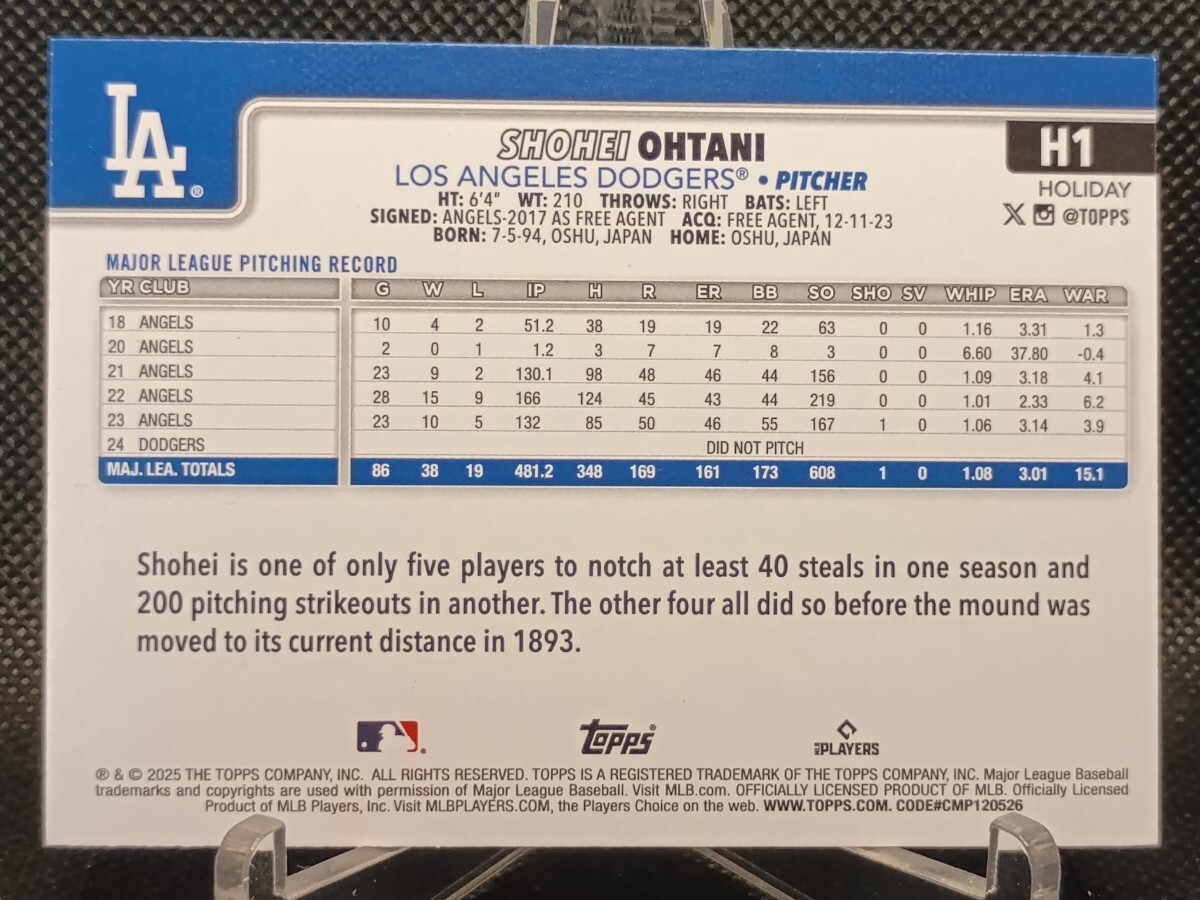 LA®
SHOHEI OHTANI
H1
LOS ANGELES DODGERS® • PITCHER
HOLIDAY
HT: 6'4" WT: 210 THROWS: RIGHT BATS: LEFT
@TOPPS
SIGNED: ANGELS-2017 AS FREE AGENT ACQ: FREE AGENT, 12-11-23
BORN: 7-5-94, OSHU, JAPAN HOME: OSHU, JAPAN
MAJOR LEAGUE PITCHING RECORD
YR CLUB G W L IP H R ER BB SO SHO SV WHIP ERA WAR
18 ANGELS 10 4 2 51.2 38 19 19 22 63 0 0 1.16 3.31 1.3
20 ANGELS 2 0 1 1.2 3 7 7 8 3 0 0 6.60 37.80 -0.4
21 ANGELS 23 9 2 130.1 98 48 46 44 156 0 0 1.09 3.18 4.1
22 ANGELS 28 15 9 166 124 45 43 44 219 0 0 1.01 2.33 6.2
23 ANGELS 23 10 5 132 85 50 46 55 167 1 0 1.06 3.14 3.9
24 DODGERS DID NOT PITCH
MAJ. LEA. TOTALS 86 38 19 481.2 348 169 161 173 608 1 0 1.08 3.01 15.1
Shohei is one of only five players to notch at least 40 steals in one season and
200 pitching strikeouts in another. The other four all did so before the mound was
moved to its current distance in 1893.
topps®
MLB PLAYERS
® & © 2025 THE TOPPS COMPANY, INC. ALL RIGHTS RESERVED. TOPPS IS A REGISTERED TRADEMARK OF THE TOPPS COMPANY, INC. Major League Baseball
trademarks and copyrights are used with permission of Major League Baseball. Visit MLB.com. OFFICIALLY LICENSED PRODUCT OF MLB. Officially Licensed
Product of MLB Players, Inc. Visit MLBPLAYERS.COM, the Players Choice on the web. WWW.TOPPS.COM. CODE#CMP120526